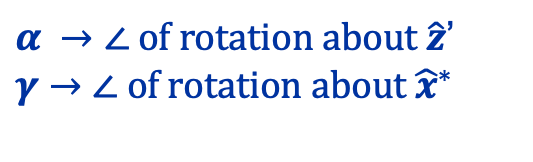 α → ∠ of rotation about ẑ’
γ → ∠ of rotation about x̂*